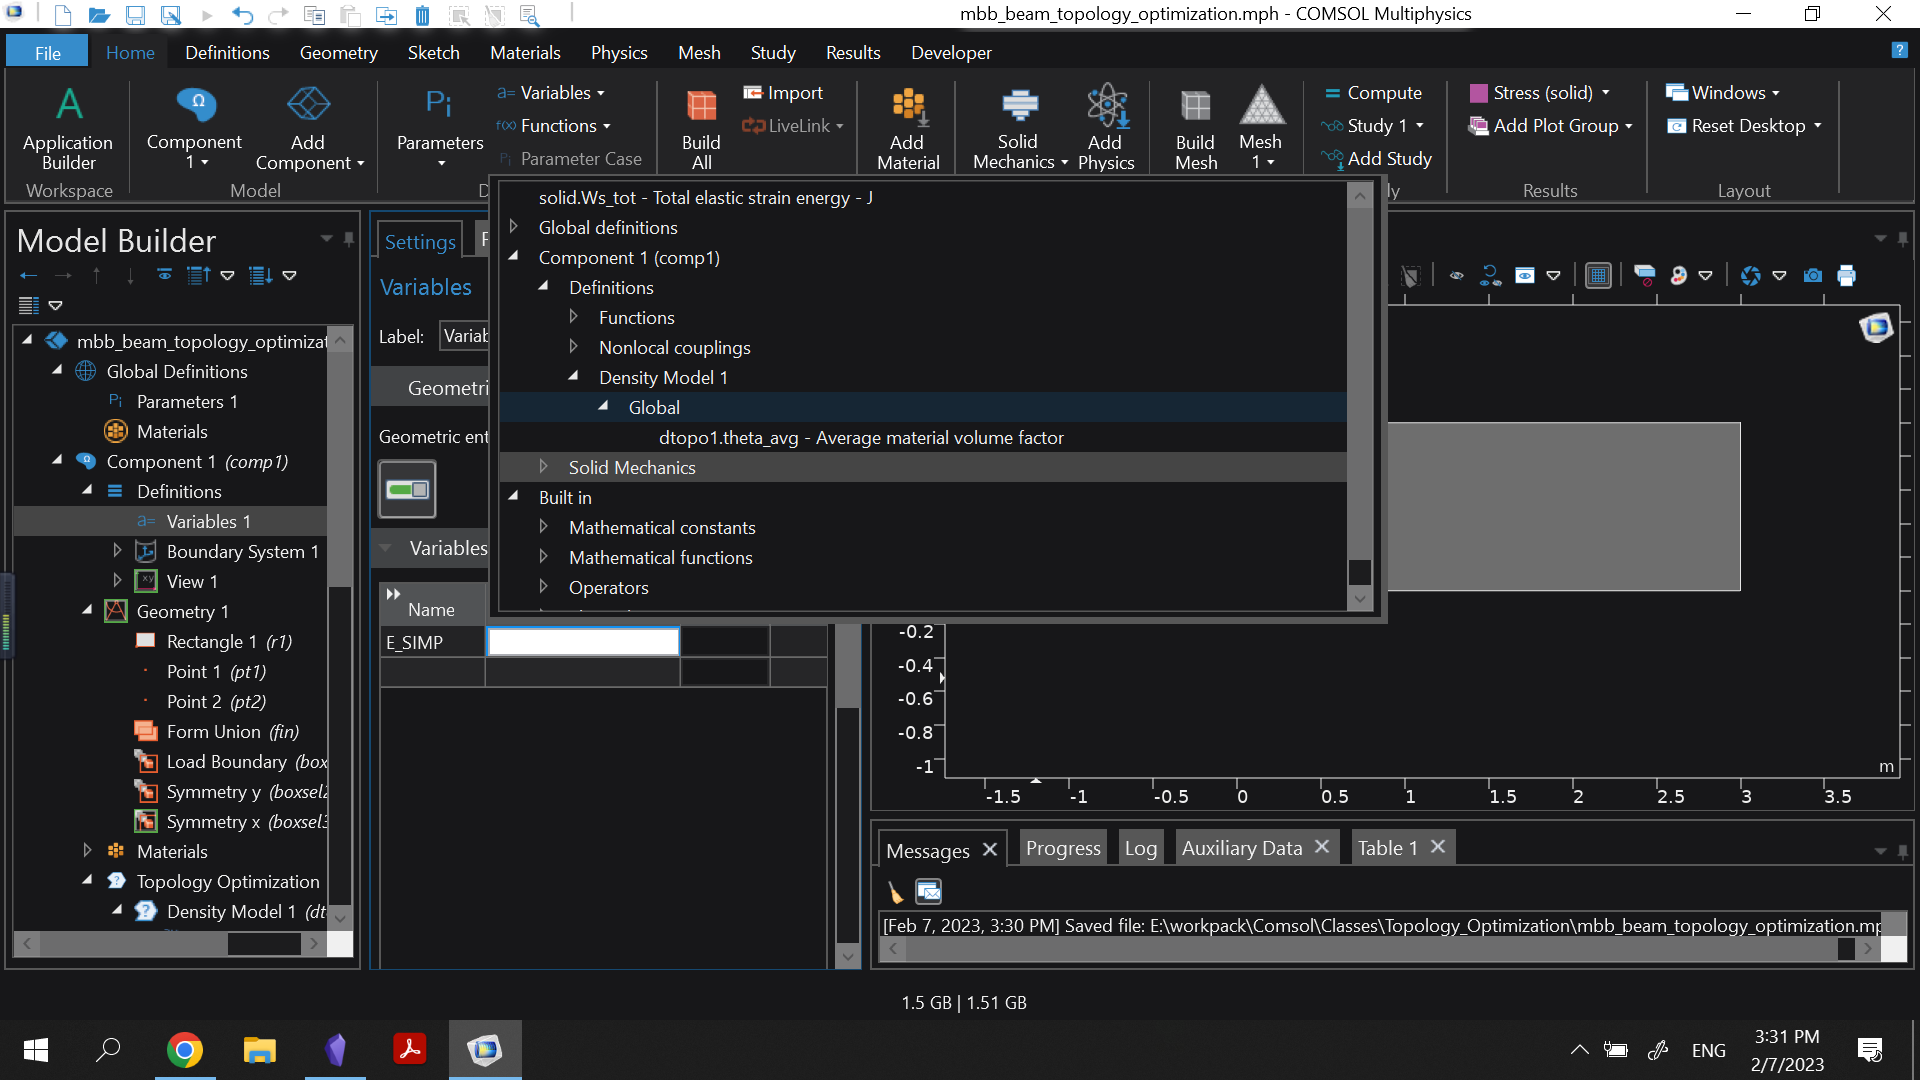 mbb_beam_topology_optimization.mph - COMSOL Multiphysics
File Home Definitions Geometry Sketch Materials Physics Mesh Study Results Developer
?
Application Builder
Workspace
Component 1
Add Component
Model
Pi
Parameters
a= Variables
f(x) Functions
Pi Parameter Case
D
Build All
Import
LiveLink
Add Material
Solid Mechanics
Add Physics
Build Mesh
Mesh 1
Compute
Study 1
Add Study
ly
Stress (solid)
Add Plot Group
Results
Windows
Reset Desktop
Layout
Model Builder
mbb_beam_topology_optimizat
Global Definitions
Pi Parameters 1
Materials
Component 1 (comp1)
Definitions
a= Variables 1
Boundary System 1
xy View 1
Geometry 1
Rectangle 1 (r1)
Point 1 (pt1)
Point 2 (pt2)
Form Union (fin)
Load Boundary (box
Symmetry y (boxsel2
Symmetry x (boxsel3
Materials
Topology Optimization
Density Model 1 (dt
Settings
Variables
Label: Variab
Geometri
Geometric ent
Variables
Name
E_SIMP
solid.Ws_tot - Total elastic strain energy - J
Global definitions
Component 1 (comp1)
Definitions
Functions
Nonlocal couplings
Density Model 1
Global
dtopo1.theta_avg - Average material volume factor
Solid Mechanics
Built in
Mathematical constants
Mathematical functions
Operators
-0.2
-0.4
-0.6
-0.8
-1
m
-1.5 -1 -0.5 0 0.5 1 1.5 2 2.5 3 3.5
Messages Progress Log Auxiliary Data Table 1
[Feb 7, 2023, 3:30 PM] Saved file: E:\workpack\Comsol\Classes\Topology_Optimization\mbb_beam_topology_optimization.mp
1.5 GB | 1.51 GB
ENG
3:31 PM
2/7/2023